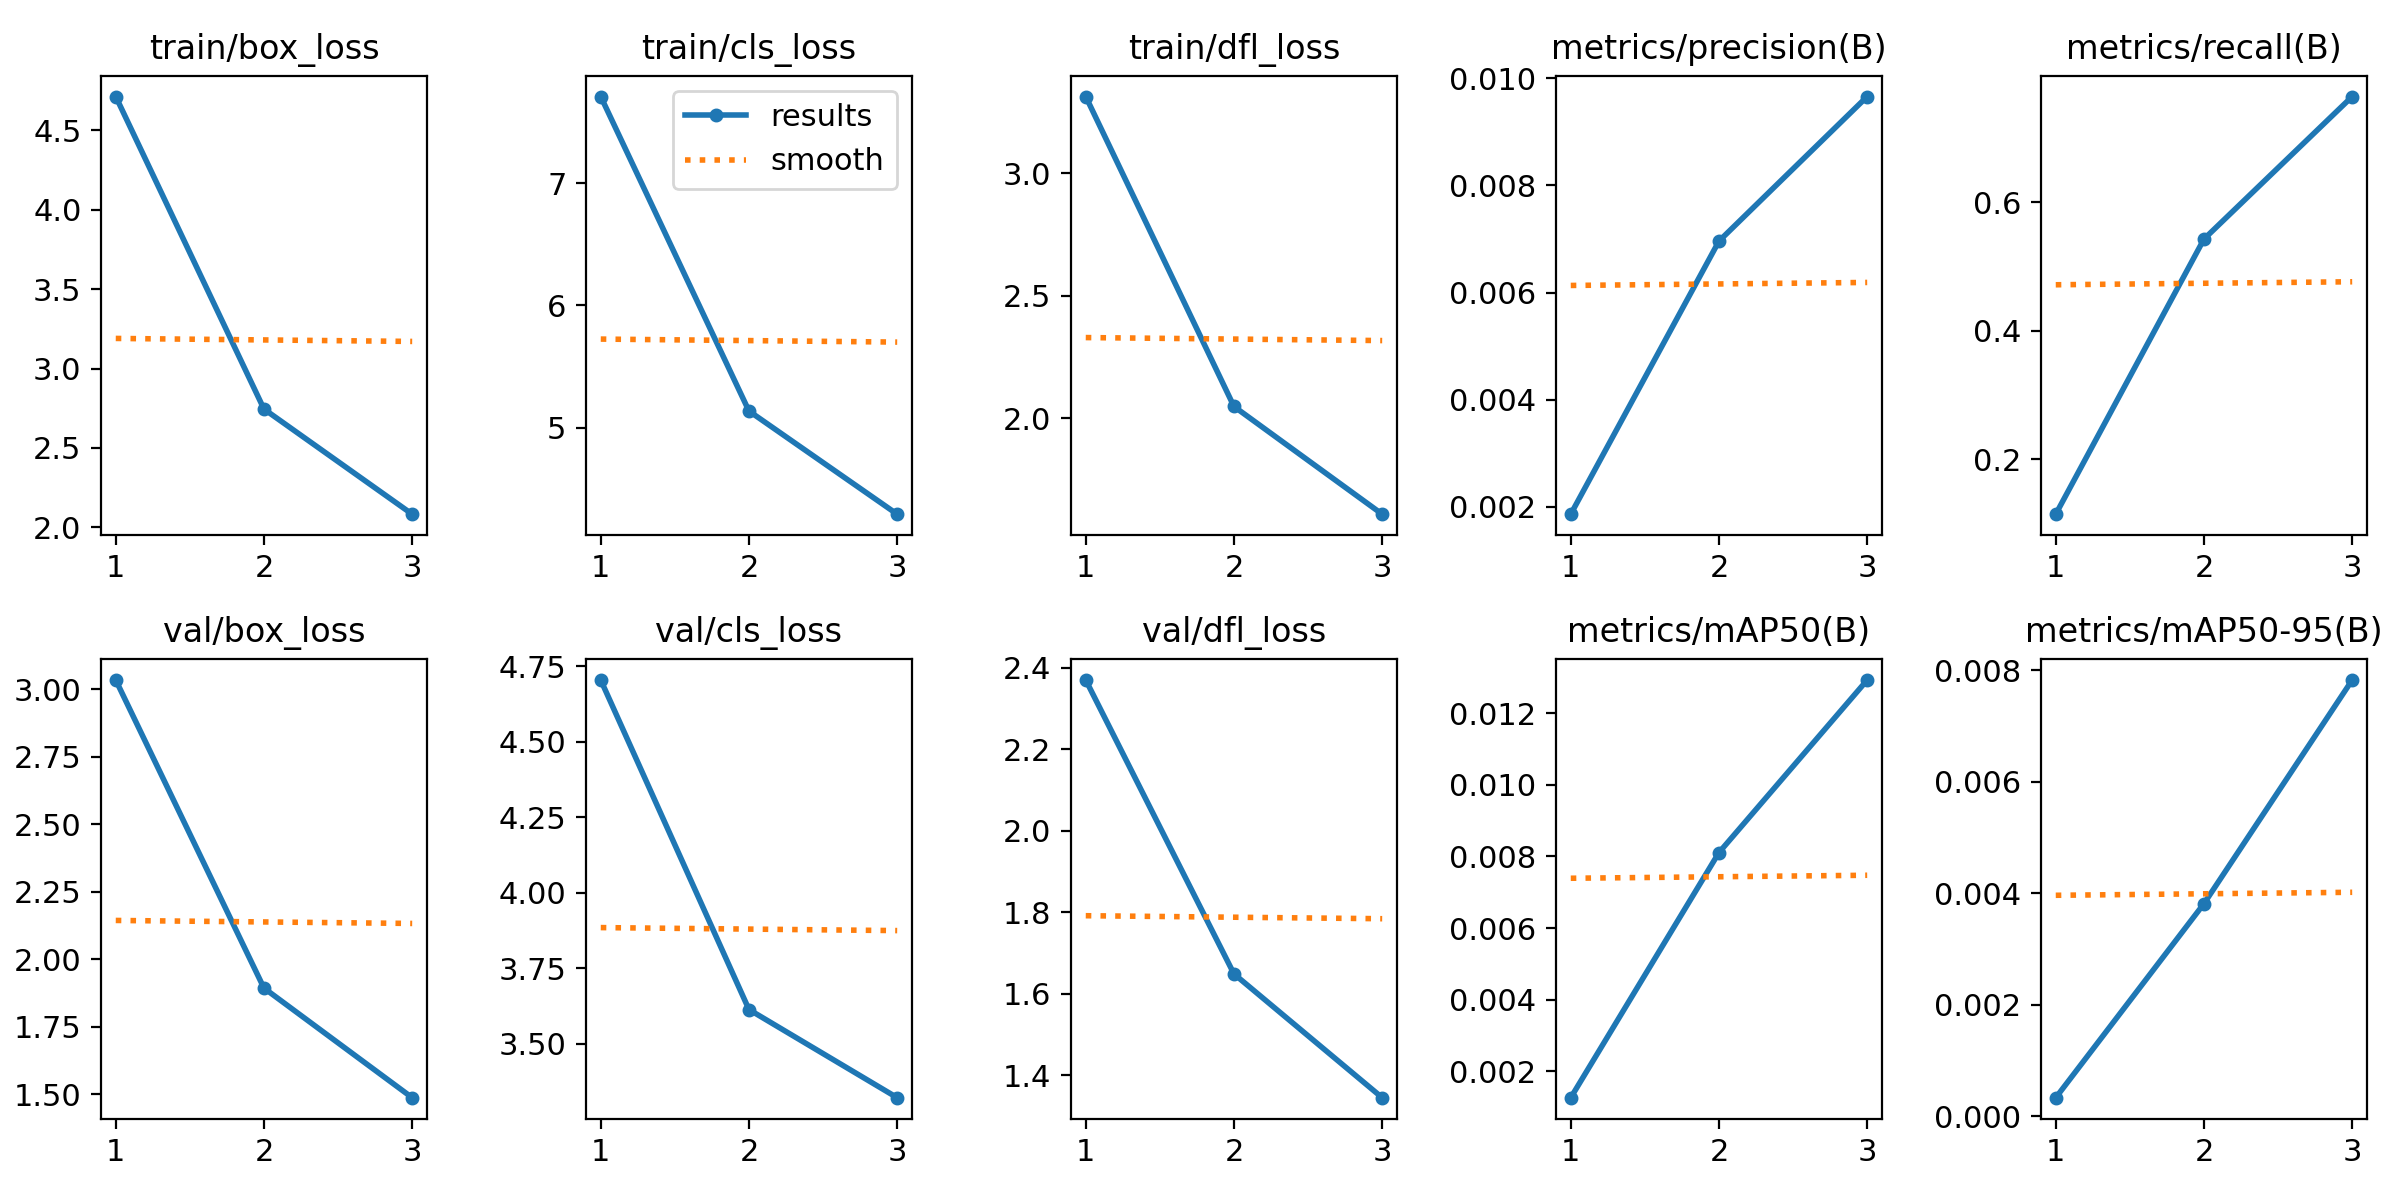 train/box_loss
4.5
4.0
3.5
3.0
2.5
2.0
1 2 3
train/cls_loss
results
smooth
7
6
5
1 2 3
train/dfl_loss
3.0
2.5
2.0
1 2 3
metrics/precision(B)
0.010
0.008
0.006
0.004
0.002
1 2 3
metrics/recall(B)
0.6
0.4
0.2
1 2 3
val/box_loss
3.00
2.75
2.50
2.25
2.00
1.75
1.50
1 2 3
val/cls_loss
4.75
4.50
4.25
4.00
3.75
3.50
1 2 3
val/dfl_loss
2.4
2.2
2.0
1.8
1.6
1.4
1 2 3
metrics/mAP50(B)
0.012
0.010
0.008
0.006
0.004
0.002
1 2 3
metrics/mAP50-95(B)
0.008
0.006
0.004
0.002
0.000
1 2 3